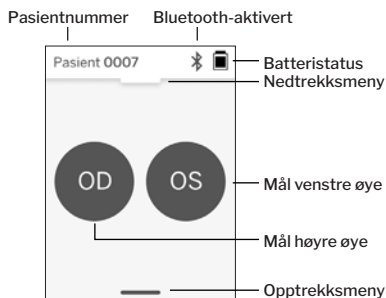 Pasientnummer Bluetooth-aktivert
Pasient 0007
Batteristatus
Nedtrekksmeny
OD OS
Mål venstre øye
Mål høyre øye
Opptrekksmeny